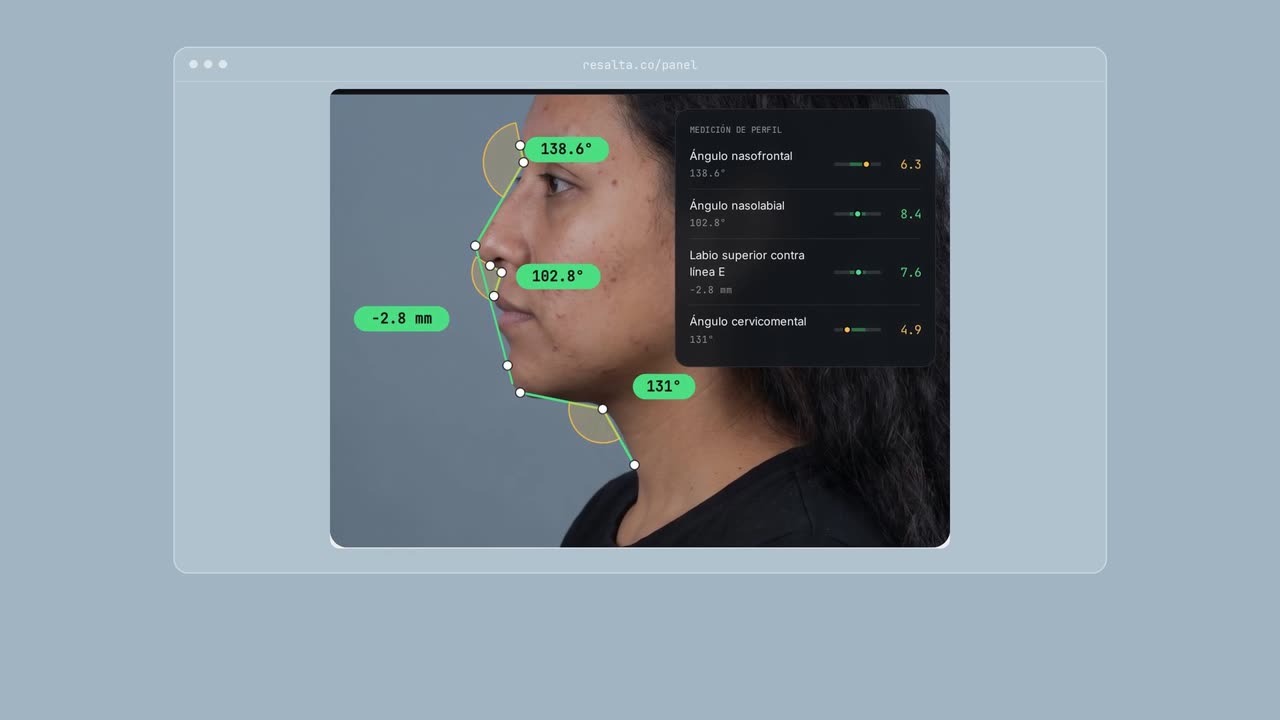 resalta.co/panel
138.6°
102.8°
-2.8 mm
131°
MEDICIÓN DE PERFIL
Ángulo nasofrontal
138.6°
6.3
Ángulo nasolabial
102.8°
8.4
Labio superior contra
línea E
-2.8 mm
7.6
Ángulo cervicomental
131°
4.9